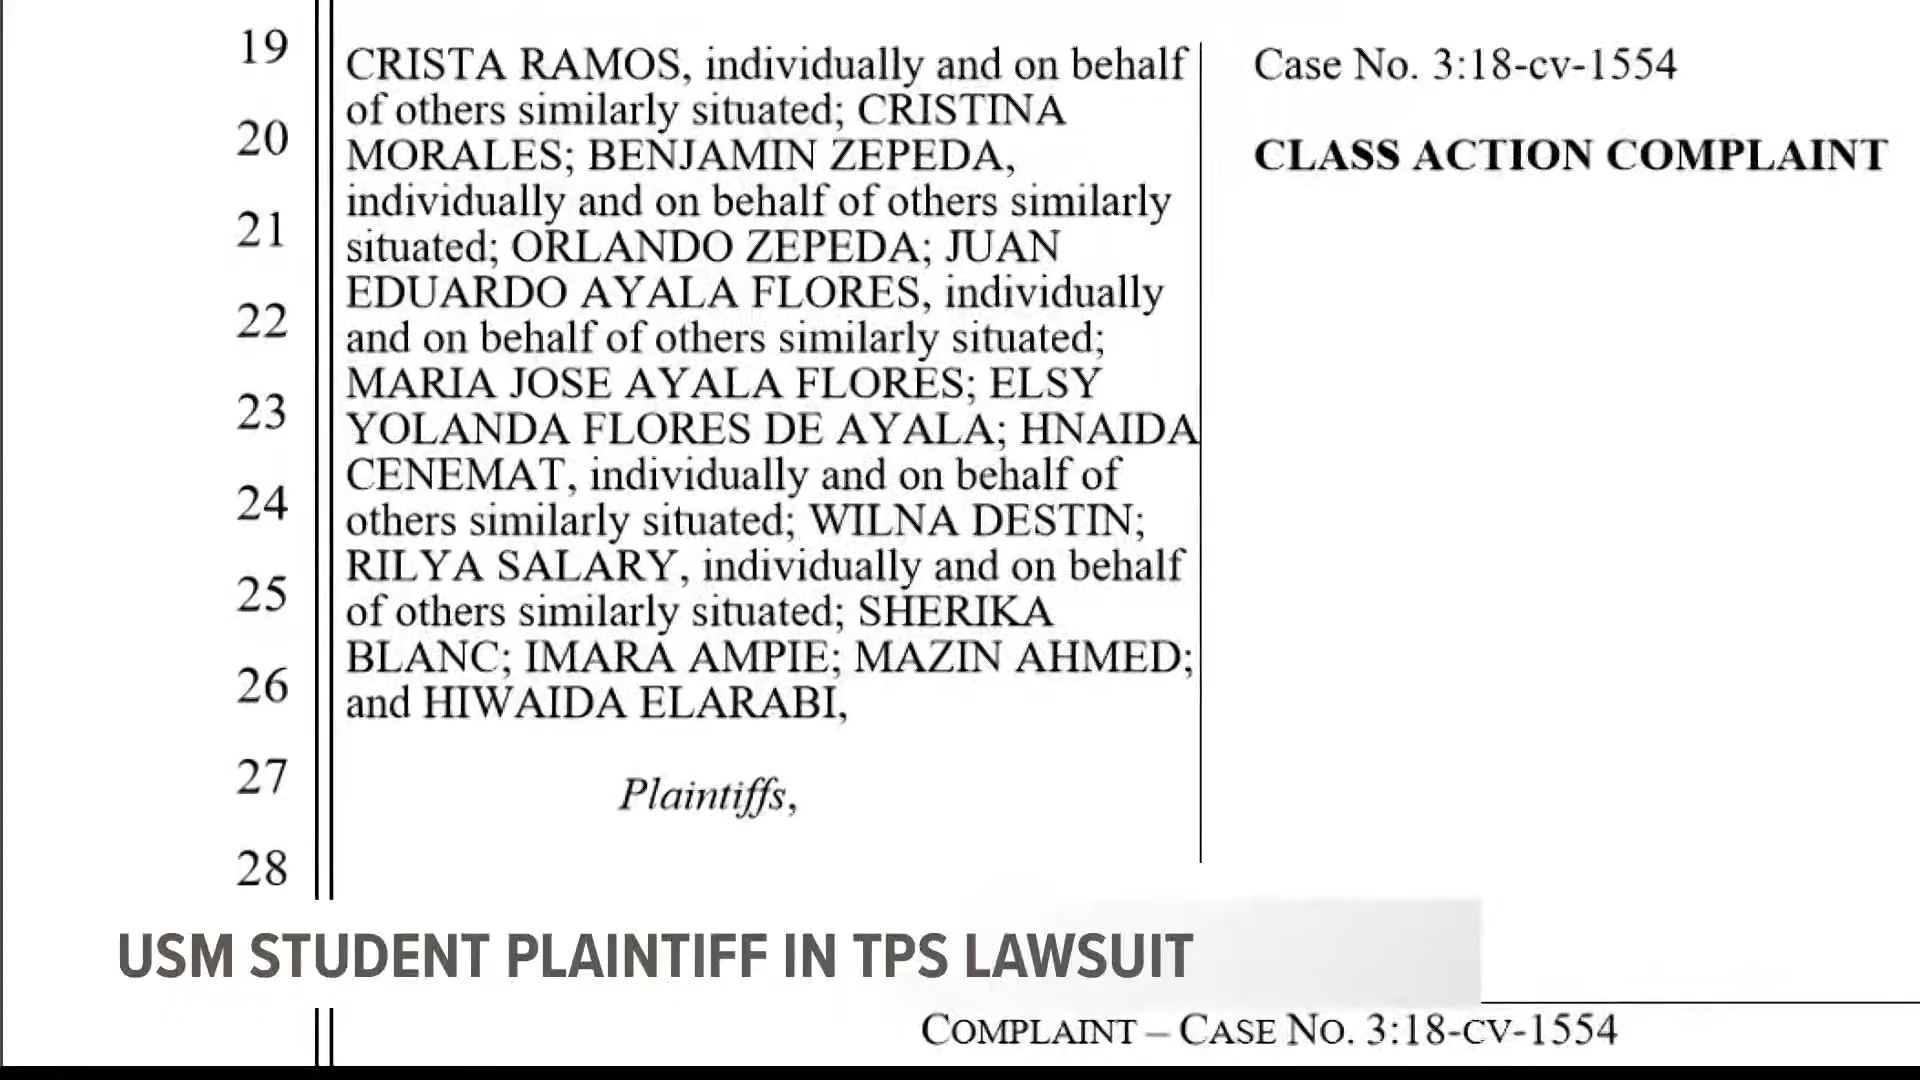 19
CRISTA RAMOS, individually and on behalf
Case No. 3:18-cv-1554
of others similarly situated; CRISTINA
20
MORALES; BENJAMIN ZEPEDA,
CLASS ACTION COMPLAINT
individually and on behalf of others similarly
21
situated; ORLANDO ZEPEDA; JUAN
EDUARDO AYALA FLORES, individually
22
and on behalf of others similarly situated;
MARIA JOSE AYALA FLORES; ELSY
23
YOLANDA FLORES DE AYALA; HNAIDA
CENEMAT, individually and on behalf of
24
others similarly situated; WILNA DESTIN;
RILYA SALARY, individually and on behalf
25
of others similarly situated; SHERIKA
BLANC; IMARA AMPIE; MAZIN AHMED;
26
and HIWAIDA ELARABI,
27
Plaintiffs,
28
USM STUDENT PLAINTIFF IN TPS LAWSUIT
COMPLAINT – CASE NO. 3:18-CV-1554